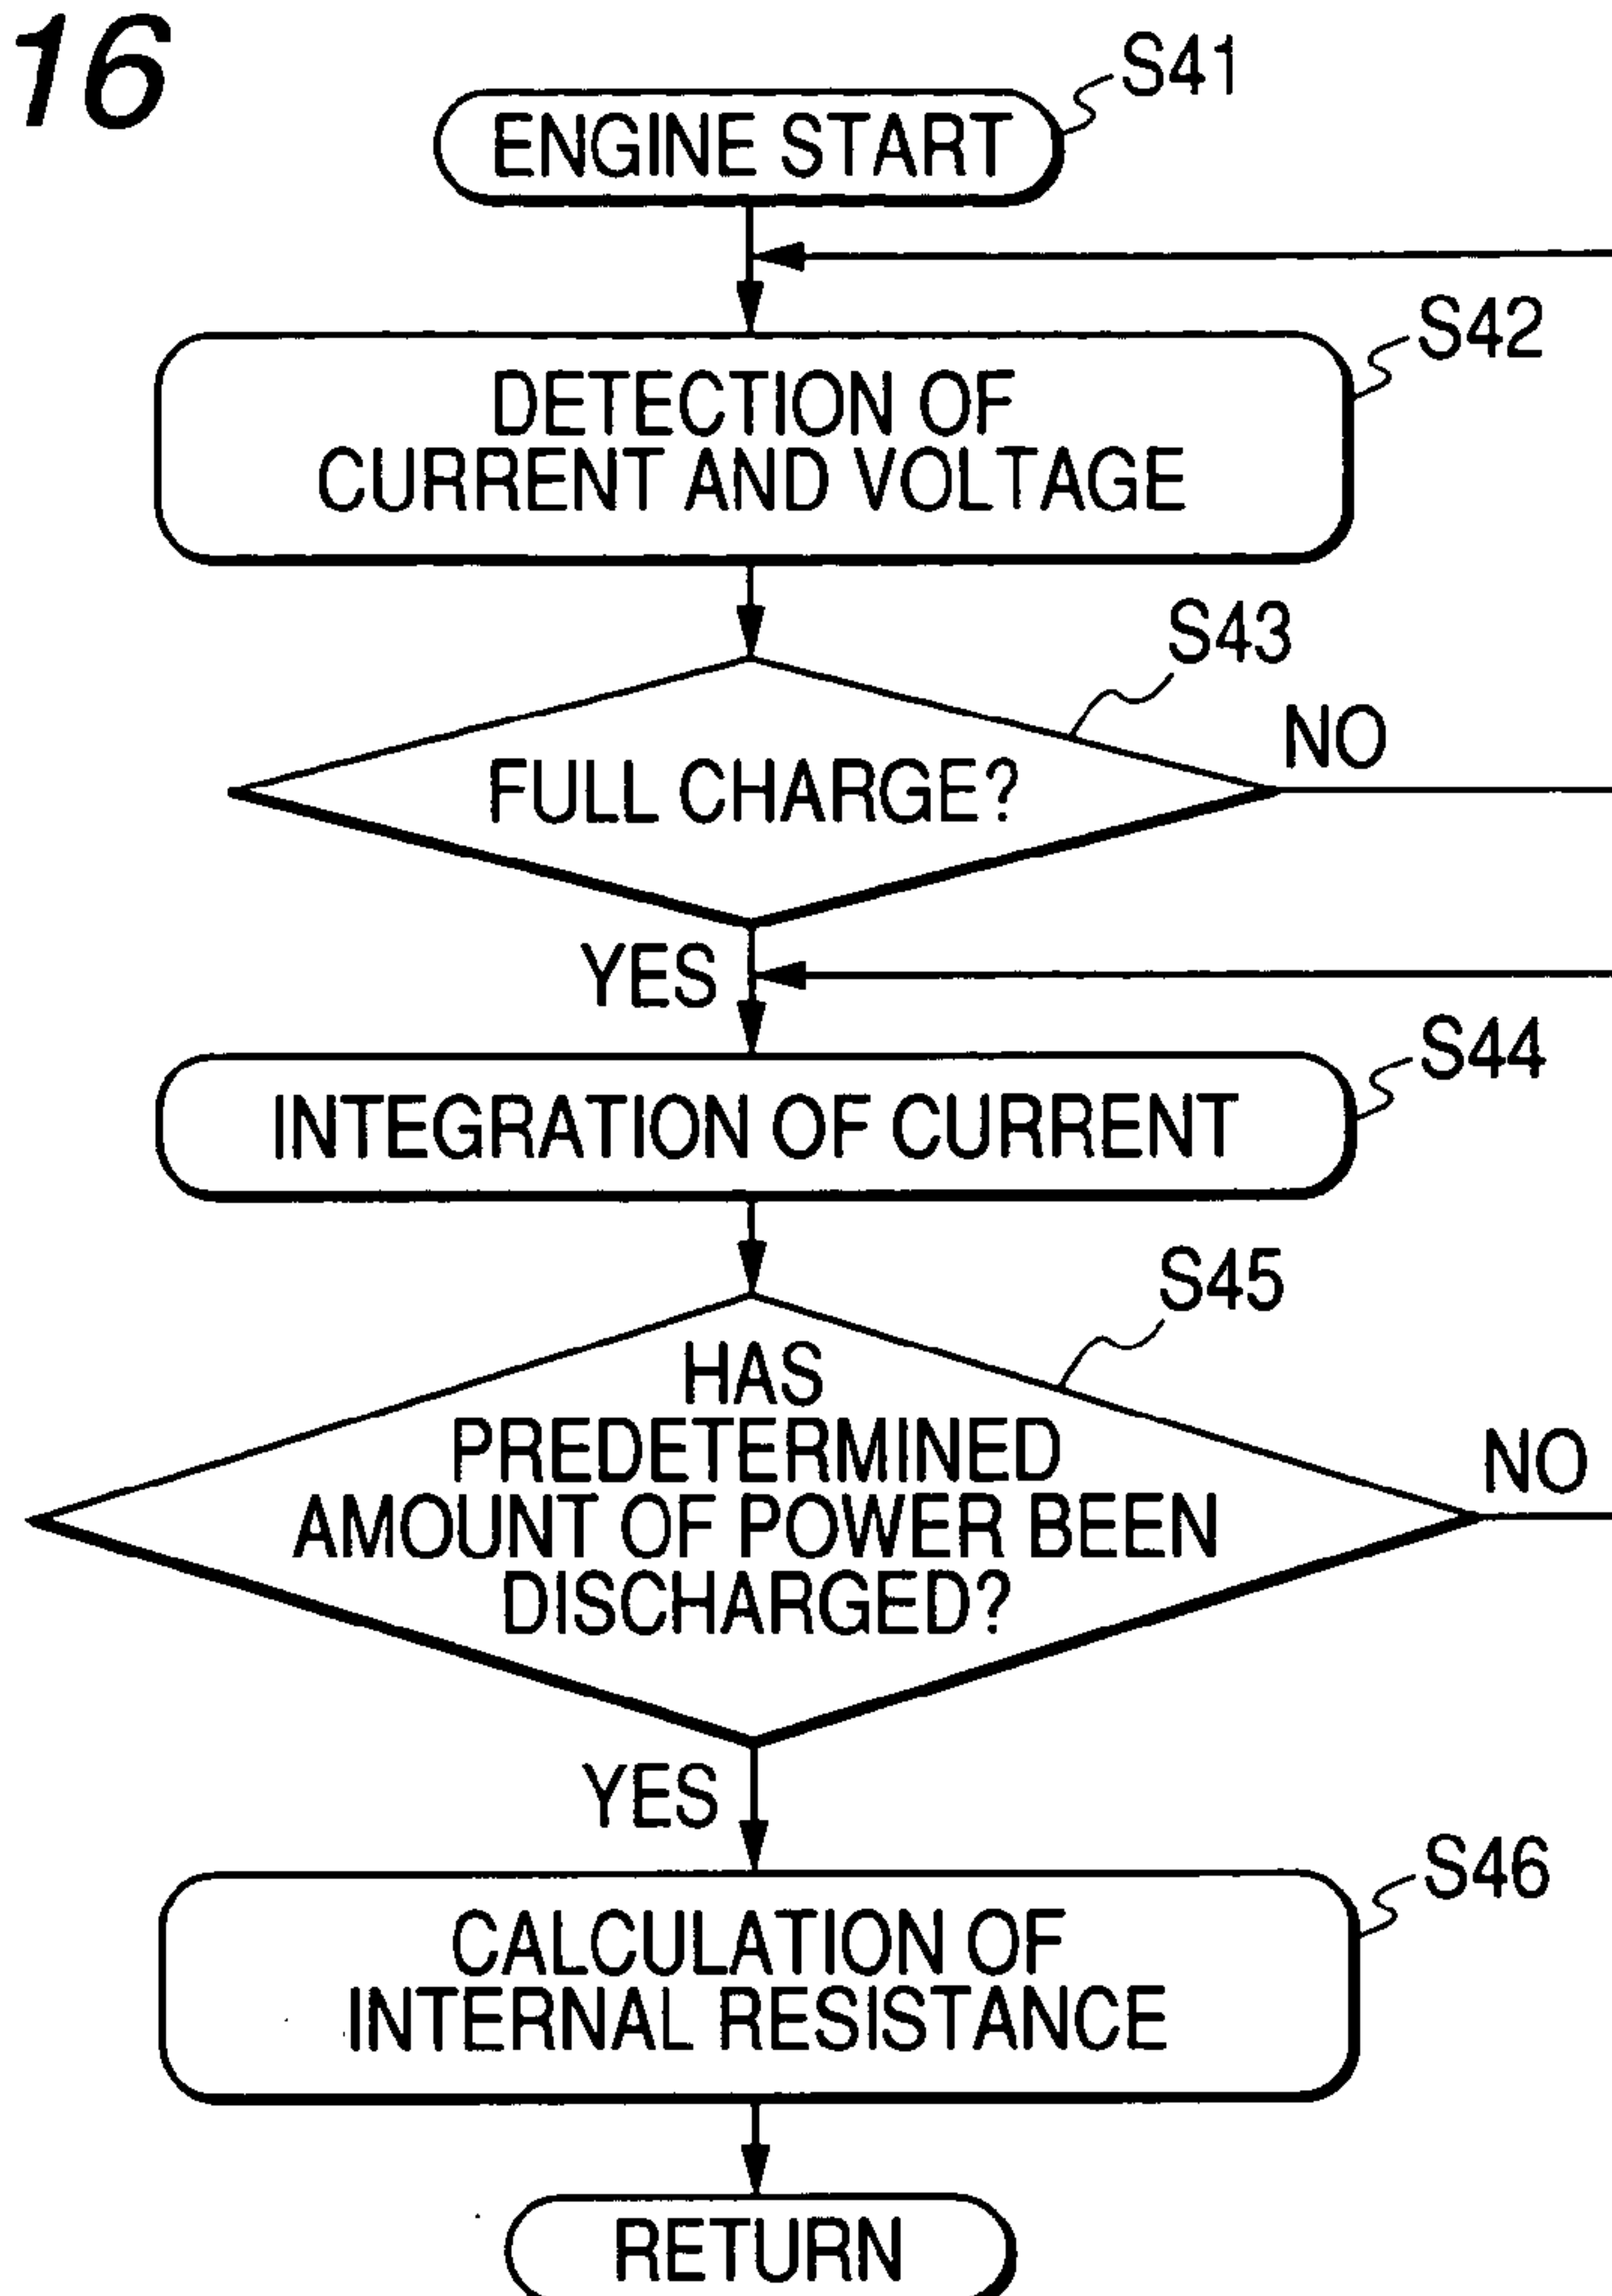 16
S41
ENGINE START
S42
DETECTION OF
CURRENT AND VOLTAGE
S43
FULL CHARGE?
NO
YES
S44
INTEGRATION OF CURRENT
S45
HAS
PREDETERMINED
AMOUNT OF POWER BEEN
DISCHARGED?
NO
YES
S46
CALCULATION OF
INTERNAL RESISTANCE
RETURN